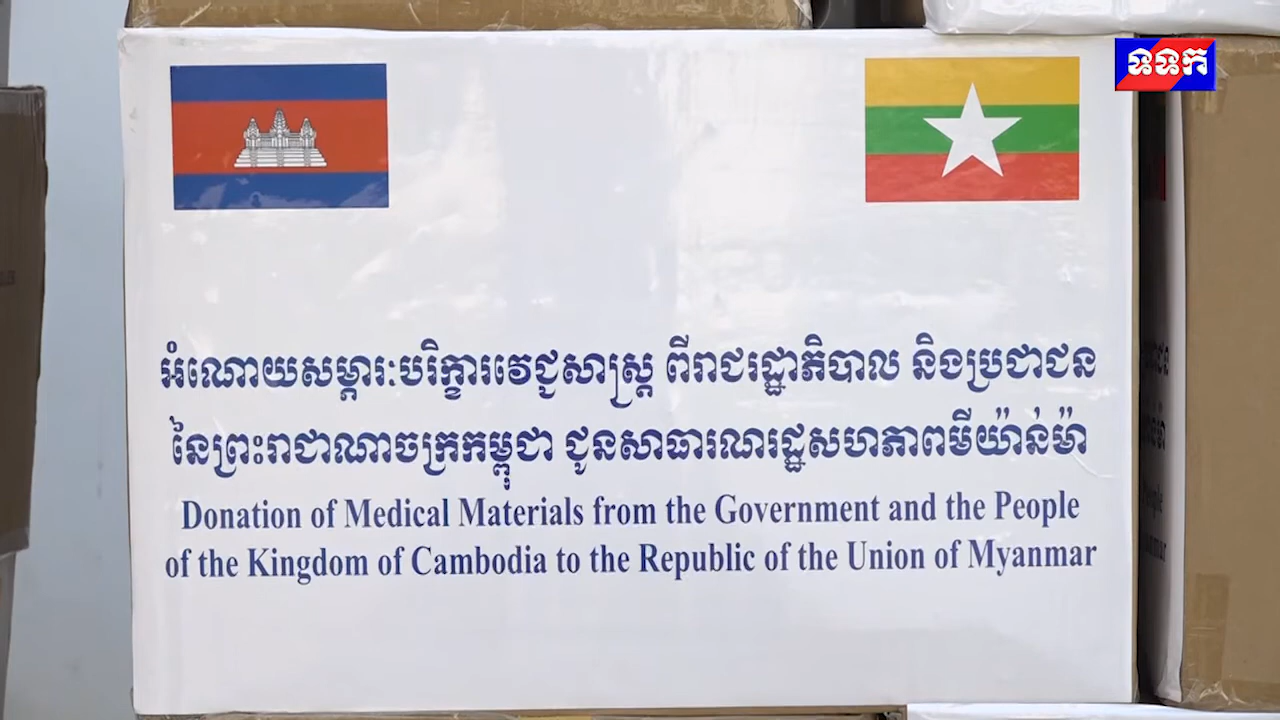 ទទក
អំណោយសម្ភារៈបរិក្ខារវេជ្ជសាស្ត្រ ពីរាជរដ្ឋាភិបាល និងប្រជាជន
នៃព្រះរាជាណាចក្រកម្ពុជា ជូនសាធារណរដ្ឋសហភាពមីយ៉ាន់ម៉ា
Donation of Medical Materials from the Government and the People
of the Kingdom of Cambodia to the Republic of the Union of Myanmar